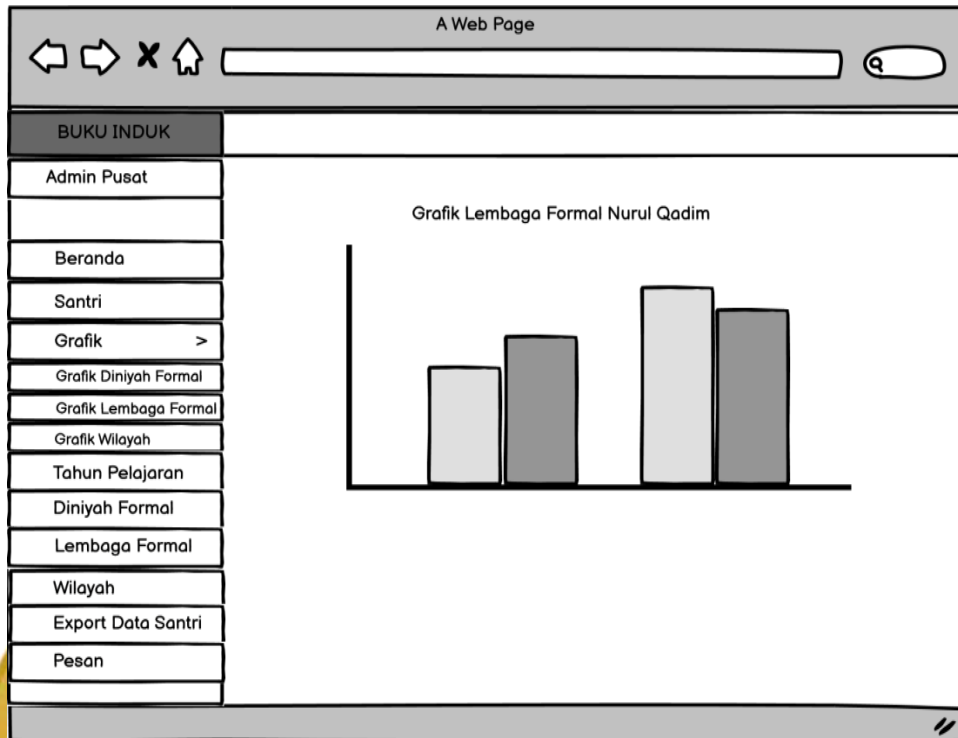 A Web Page
BUKU INDUK
Admin Pusat
Beranda
Santri
Grafik >
Grafik Diniyah Formal
Grafik Lembaga Formal
Grafik Wilayah
Tahun Pelajaran
Diniyah Formal
Lembaga Formal
Wilayah
Export Data Santri
Pesan
Grafik Lembaga Formal Nurul Qadim